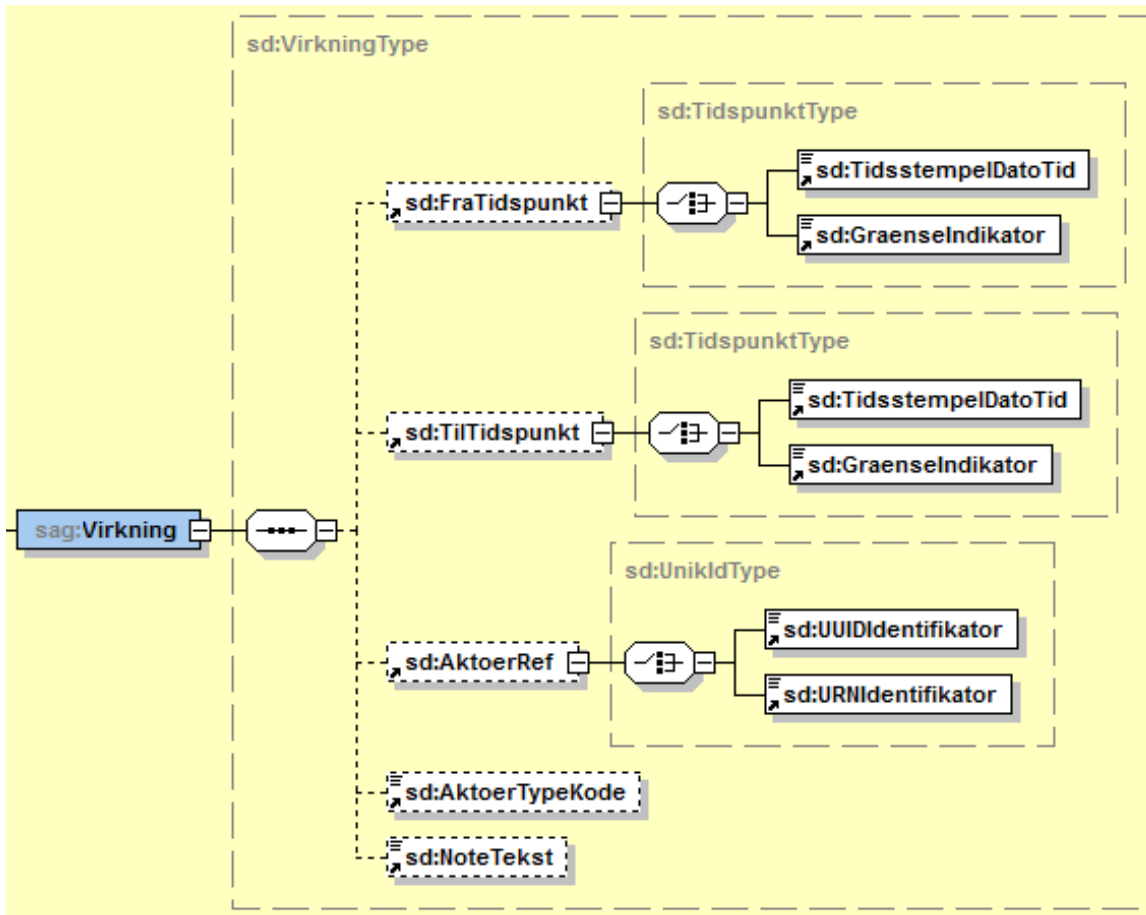 sd:VirkningType
sd:TidspunktType
sd:TidsstempelDatoTid
sd:FraTidspunkt
sd:GraenseIndikator
sd:TidspunktType
sd:TidsstempelDatoTid
sd:TilTidspunkt
sd:GraenseIndikator
sag:Virkning
sd:UnikIdType
sd:UUIDIdentifikator
sd:AktoerRef
sd:URNIdentifikator
sd:AktoerTypeKode
sd:NoteTekst